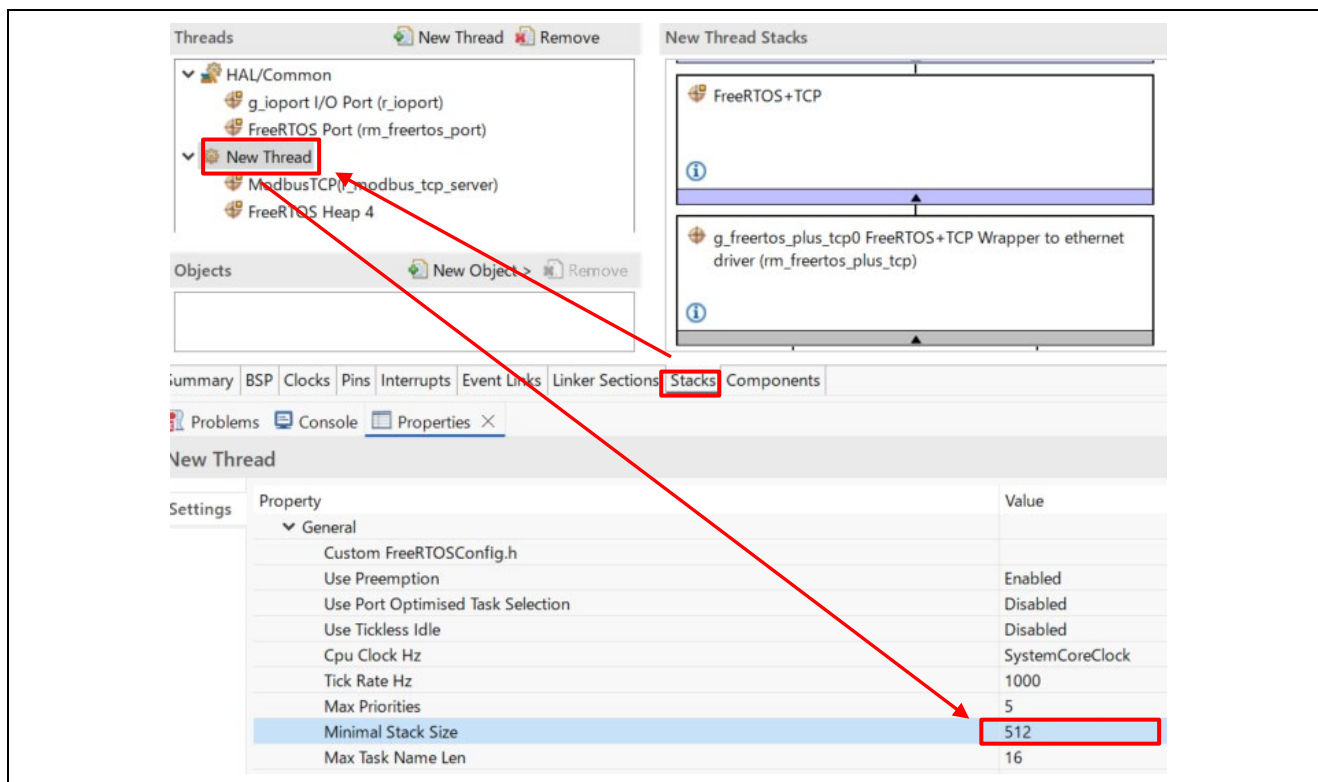 Threads New Thread Remove
HAL/Common
g_ioport I/O Port (r_ioport)
FreeRTOS Port (rm_freertos_port)
New Thread
ModbusTCP(r_modbus_tcp_server)
FreeRTOS Heap 4
Objects New Object > Remove
New Thread Stacks
FreeRTOS+TCP
g_freertos_plus_tcp0 FreeRTOS+TCP Wrapper to ethernet
driver (rm_freertos_plus_tcp)
Summary BSP Clocks Pins Interrupts Event Links Linker Sections Stacks Components
Problems Console Properties
New Thread
Settings
Property Value
General
Custom FreeRTOSConfig.h
Use Preemption Enabled
Use Port Optimised Task Selection Disabled
Use Tickless Idle Disabled
Cpu Clock Hz SystemCoreClock
Tick Rate Hz 1000
Max Priorities 5
Minimal Stack Size 512
Max Task Name Len 16